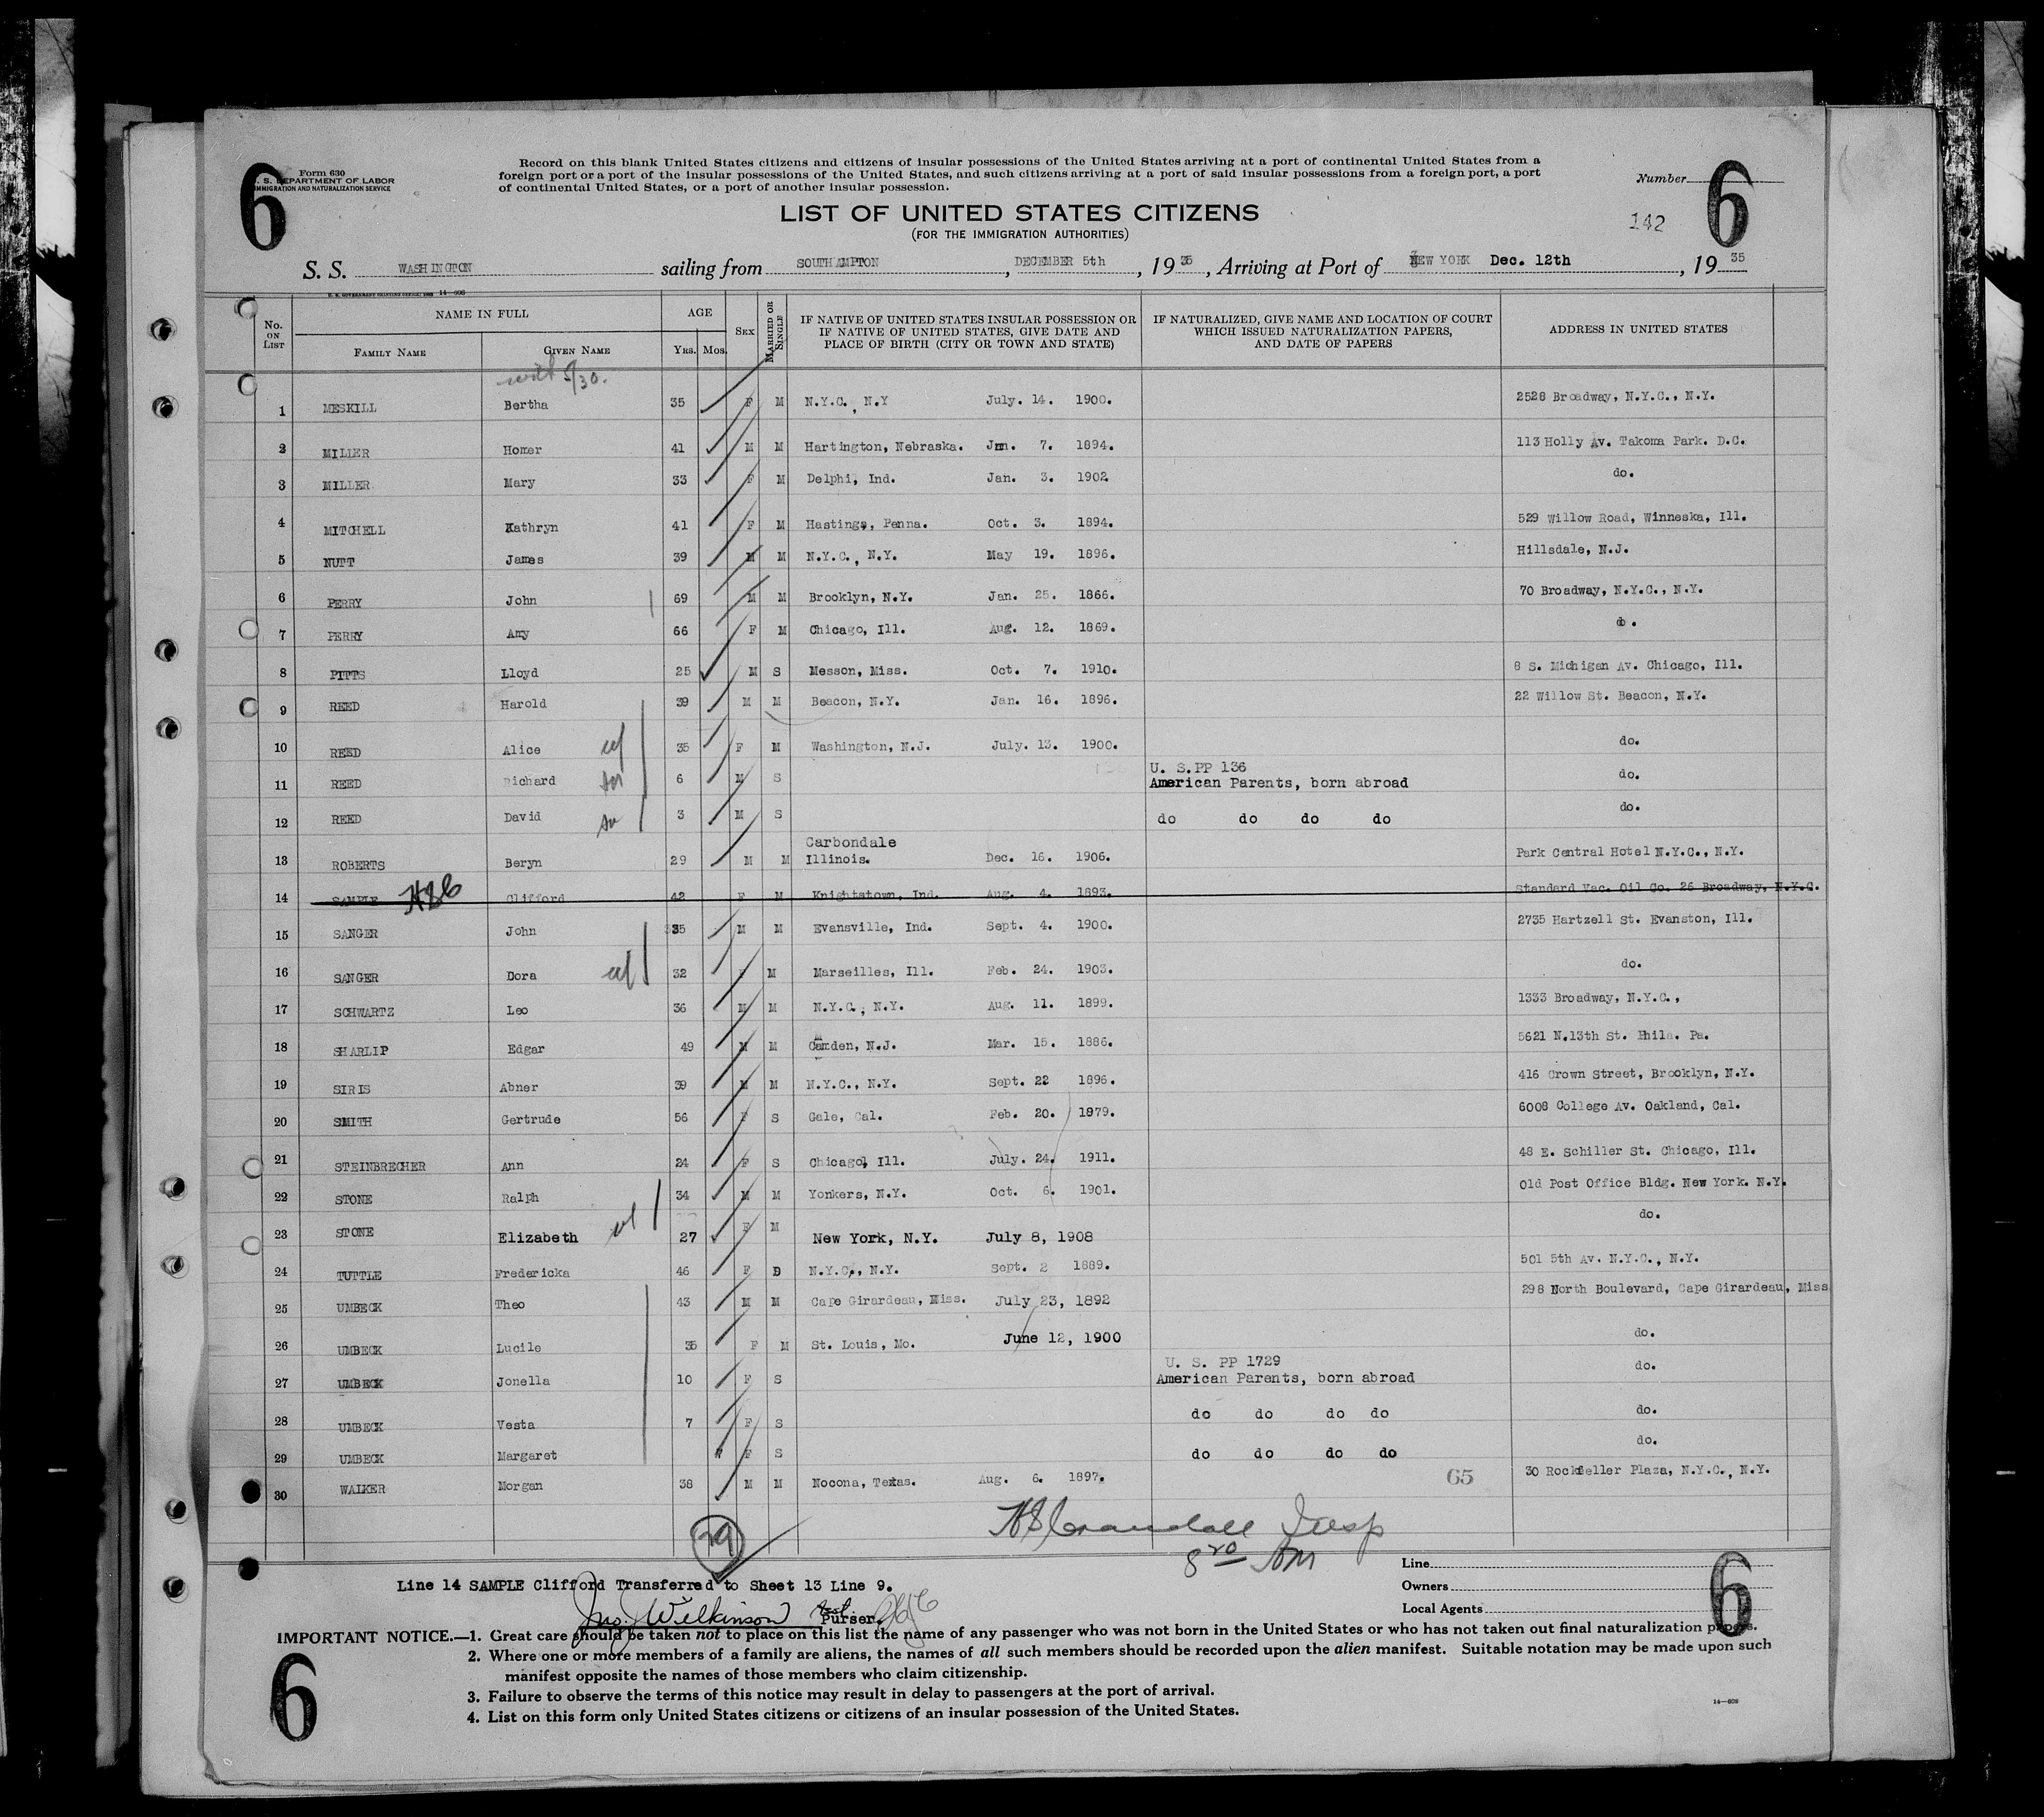 6
6
Form 630
U. S. DEPARTMENT OF LABOR
IMMIGRATION AND NATURALIZATION SERVICE
Record on this blank United States citizens and citizens of insular possessions of the United States arriving at a port of continental United States from a
foreign port or a port of the insular possessions of the United States, and such citizens arriving at a port of said insular possessions from a foreign port, a port
of continental United States, or a port of another insular possession.
Number
142
LIST OF UNITED STATES CITIZENS
(FOR THE IMMIGRATION AUTHORITIES)
S. S. WASHINGTON sailing from SOUTHAMPTON, DECEMBER 5th, 1935, Arriving at Port of NEW YORK Dec. 12th, 1935
U. S. GOVERNMENT PRINTING OFFICE 14—608
No. ON LIST NAME IN FULL AGE SEX MARRIED OR SINGLE IF NATIVE OF UNITED STATES INSULAR POSSESSION OR IF NATIVE OF UNITED STATES, GIVE DATE AND PLACE OF BIRTH (CITY OR TOWN AND STATE) IF NATURALIZED, GIVE NAME AND LOCATION OF COURT WHICH ISSUED NATURALIZATION PAPERS, AND DATE OF PAPERS ADDRESS IN UNITED STATES
FAMILY NAME GIVEN NAME YRS. MOS.
1 MESKILL Bertha 35 F M N.Y.C., N.Y July. 14. 1900. 2528 Broadway, N.Y.C., N.Y.
2 MILLER Homer 41 M M Hartington, Nebraska. Jan. 7. 1894. 113 Holly Av. Takoma Park. D.C.
3 MILLER Mary 33 F M Delphi, Ind. Jan. 3. 1902 do.
4 MITCHELL Kathryn 41 F M Hastings, Penna. Oct. 3. 1894. 529 Willow Road, Winneska, Ill.
5 NUTT James 39 M M N.Y.C., N.Y. May 19. 1896. Hillsdale, N.J.
6 PERRY John 69 M M Brooklyn, N.Y. Jan. 25. 1866. 70 Broadway, N.Y.C., N.Y.
7 PERRY Amy 66 F M Chicago, Ill. Aug. 12. 1869. do.
8 PITTS Lloyd 25 M S Messon, Miss. Oct. 7. 1910. 8 S. Michigan Av. Chicago, Ill.
9 REED Harold 39 M M Beacon, N.Y. Jan. 16. 1896. 22 Willow St. Beacon, N.Y.
10 REED Alice wf 35 F M Washington, N.J. July. 13. 1900. do.
11 REED Richard son 6 M S U. S. PP 136 American Parents, born abroad do.
12 REED David 3 M S do do do do do.
13 ROBERTS Beryn 29 M M Carbondale Illinois. Dec. 16. 1906. Park Central Hotel N.Y.C., N.Y.
14 SAMPLE HSC Clifford 42 F M Knightatown, Ind. Aug. 4. 1893. Standard Vac. Oil Co. 26 Broadway, N.Y.C.
15 SANGER John 35 M M Evansville, Ind. Sept. 4. 1900. 2735 Hartzell St. Evanston, Ill.
16 SANGER Dora wf 32 F M Marseilles, Ill. Feb. 24. 1903. do.
17 SCHWARTZ Leo 36 M M N.Y.C., N.Y. Aug. 11. 1899. 1333 Broadway, N.Y.C.,
18 SHARLIP Edgar 49 M M Camden, N.J. Mar. 15. 1886. 5621 N.13th St. Phila. Pa.
19 SIRIS Abner 39 M M N.Y.C., N.Y. Sept. 22 1896. 416 Crown Street, Brooklyn, N.Y.
20 SMITH Gertrude 56 F S Gale, Cal. Feb. 20. 1879. 6008 College Av. Oakland, Cal.
21 STEINBRECHER Ann 24 F S Chicago, Ill. July. 24. 1911. 48 E. Schiller St. Chicago, Ill.
22 STONE Ralph 34 M M Yonkers, N.Y. Oct. 6. 1901. Old Post Office Bldg. New York. N.Y.
23 STONE Elizabeth wf 27 F M New York, N.Y. July 8, 1908 do.
24 TUTTLE Fredericka 46 F D N.Y.C., N.Y. Sept. 2 1889. 501 5th Av. N.Y.C., N.Y.
25 UMBECK Theo 43 M M Cape Girardeau, Miss. July 23, 1892 298 North Boulevard, Cape Girardeau, Miss
26 UMBECK Lucile 35 F M St. Louis, Mo. June 12, 1900 do.
27 UMBECK Jonella 10 F S U. S. PP 1729 American Parents, born abroad do.
28 UMBECK Vesta 7 F S do do do do do.
29 UMBECK Margaret F S do do do do do.
30 WALKER Morgan 38 M M Nocona, Texas. Aug. 6. 1897. 65 30 Rockfeller Plaza, N.Y.C., N.Y.
29
HS Crandall Insp
Line
Owners
Local Agents
6
Line 14 SAMPLE Clifford Transferred to Sheet 13 Line 9.
Jno. J Wilkinson Purser
IMPORTANT NOTICE.—1. Great care should be taken not to place on this list the name of any passenger who was not born in the United States or who has not taken out final naturalization papers.
2. Where one or more members of a family are aliens, the names of all such members should be recorded upon the alien manifest. Suitable notation may be made upon such
manifest opposite the names of those members who claim citizenship.
3. Failure to observe the terms of this notice may result in delay to passengers at the port of arrival.
4. List on this form only United States citizens or citizens of an insular possession of the United States.
6
14—608